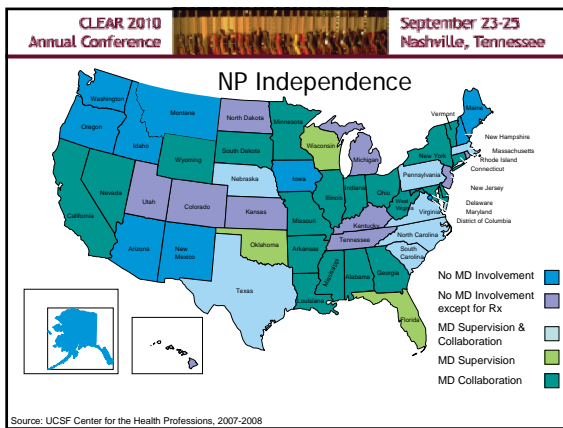 CLEAR 2010
Annual Conference
September 23-25
Nashville, Tennessee
NP Independence
Washington
Oregon
Montana
Idaho
Wyoming
Nevada
California
Utah
Colorado
Arizona
New
Mexico
North Dakota
South Dakota
Nebraska
Kansas
Oklahoma
Texas
Minnesota
Iowa
Missouri
Arkansas
Louisiana
Wisconsin
Illinois
Indiana
Michigan
Ohio
Kentucky
Tennessee
Mississippi
Alabama
Georgia
Florida
South
Carolina
North Carolina
Virginia
West
Virginia
Pennsylvania
New York
Vermont
Maine
New Hampshire
Massachusetts
Rhode Island
Connecticut
New Jersey
Delaware
Maryland
District of Columbia
No MD Involvement
No MD Involvement
except for Rx
MD Supervision &
Collaboration
MD Supervision
MD Collaboration
Source: UCSF Center for the Health Professions, 2007-2008